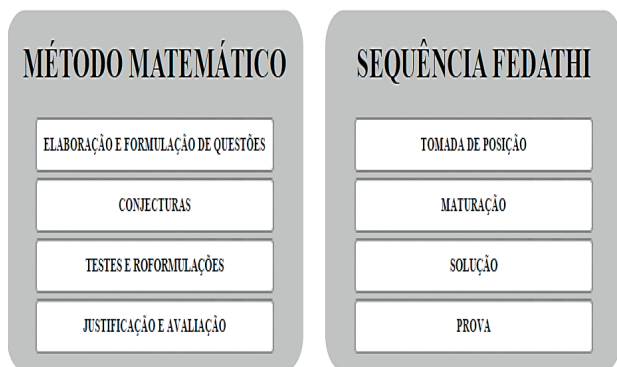 MÉTODO MATEMÁTICO
ELABORAÇÃO E FORMULAÇÃO DE QUESTÕES
CONJECTURAS
TESTES E ROFORMULAÇÕES
JUSTIFICAÇÃO E AVALIAÇÃO
SEQUÊNCIA FEDATHI
TOMADA DE POSIÇÃO
MATURAÇÃO
SOLUÇÃO
PROVA